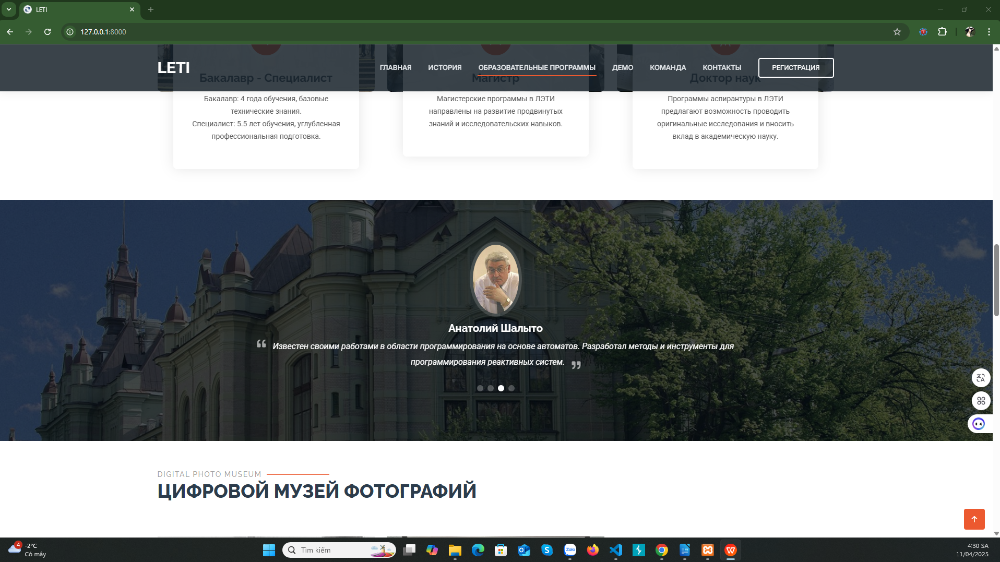 LETI
127.0.0.1:8000
LETI
ГЛАВНАЯ
ИСТОРИЯ
ОБРАЗОВАТЕЛЬНЫЕ ПРОГРАММЫ
ДЕМО
КОМАНДА
КОНТАКТЫ
РЕГИСТРАЦИЯ
Бакалавр - Специалист
Бакалавр: 4 года обучения, базовые
технические знания.
Специалист: 5.5 лет обучения, углубленная
профессиональная подготовка.
Магистр
Магистерские программы в ЛЭТИ
направлены на развитие продвинутых
знаний и исследовательских навыков.
Доктор наук
Программы аспирантуры в ЛЭТИ
предлагают возможность проводить
оригинальные исследования и вносить
вклад в академическую науку.
Анатолий Шалыто
Известен своими работами в области программирования на основе автоматов. Разработал методы и инструменты для
программирования реактивных систем.
DIGITAL PHOTO MUSEUM
ЦИФРОВОЙ МУЗЕЙ ФОТОГРАФИЙ
4
-2°C
Có mây
Tìm kiếm
Zalo
4:30 SA
11/04/2025